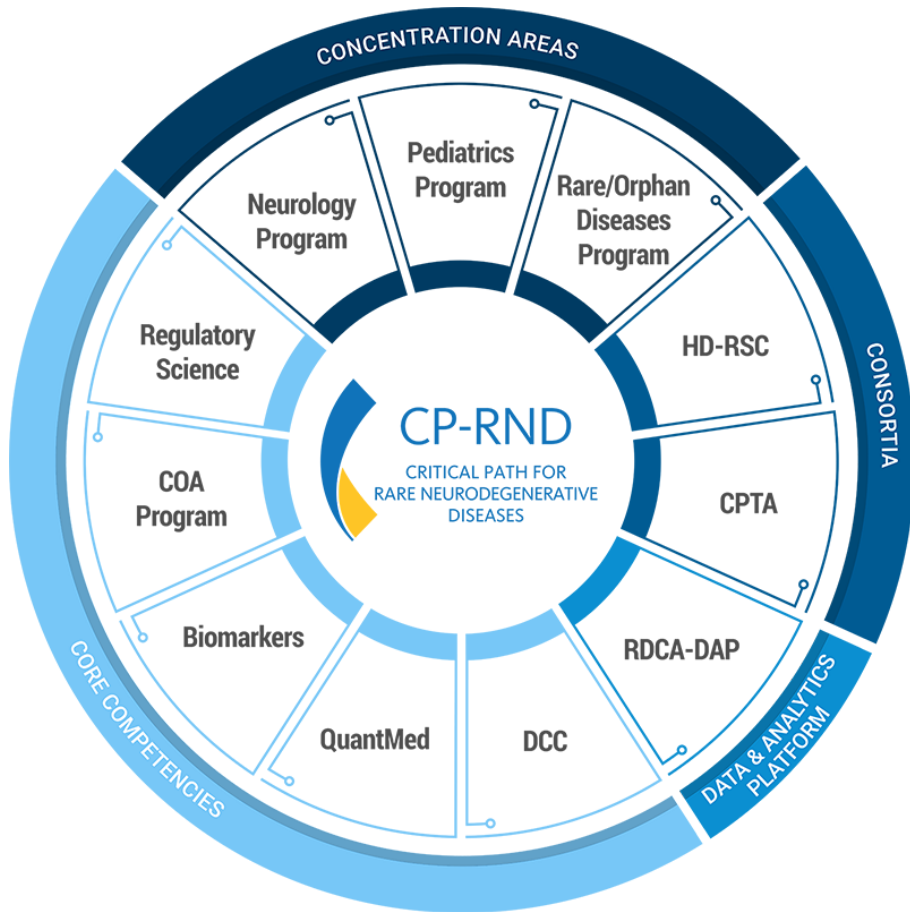 CONCENTRATION AREAS
Pediatrics
Program
Neurology
Program
Rare/Orphan
Diseases
Program
Regulatory
Science
HD-RSC
CONSORTIA
CP-RND
CRITICAL PATH FOR
RARE NEURODEGENERATIVE
DISEASES
COA
Program
CPTA
Biomarkers
RDCA-DAP
QuantMed
DCC
DATA & ANALYTICS
PLATFORM
CORE COMPETENCIES